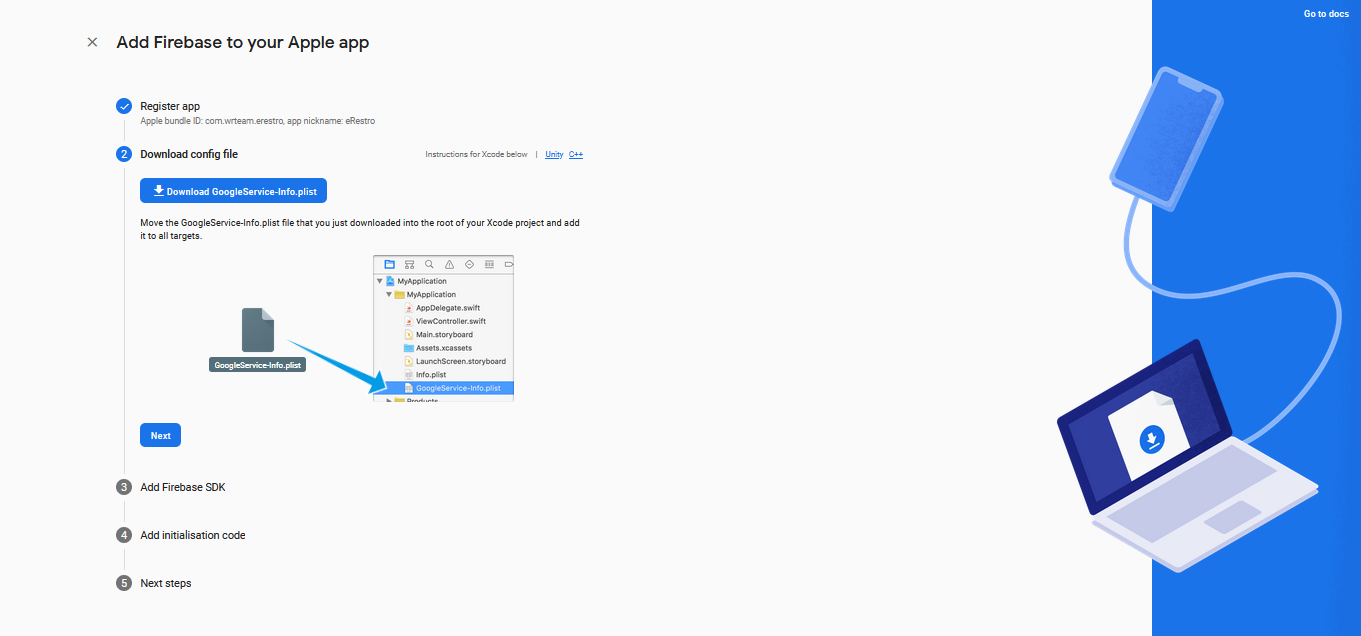 Go to docs
Add Firebase to your Apple app
Register app
Apple bundle ID: com.wrteam.erestro, app nickname: eRestro
2 Download config file
Instructions for Xcode below | Unity C++
Download GoogleService-Info.plist
Move the GoogleService-Info.plist file that you just downloaded into the root of your Xcode project and add
it to all targets.
MyApplication
MyApplication
AppDelegate.swift
ViewController.swift
Main.storyboard
Assets.xcassets
LaunchScreen.storyboard
Info.plist
GoogleService-Info.plist
Products
GoogleService-Info.plist
Next
3 Add Firebase SDK
4 Add initialisation code
5 Next steps